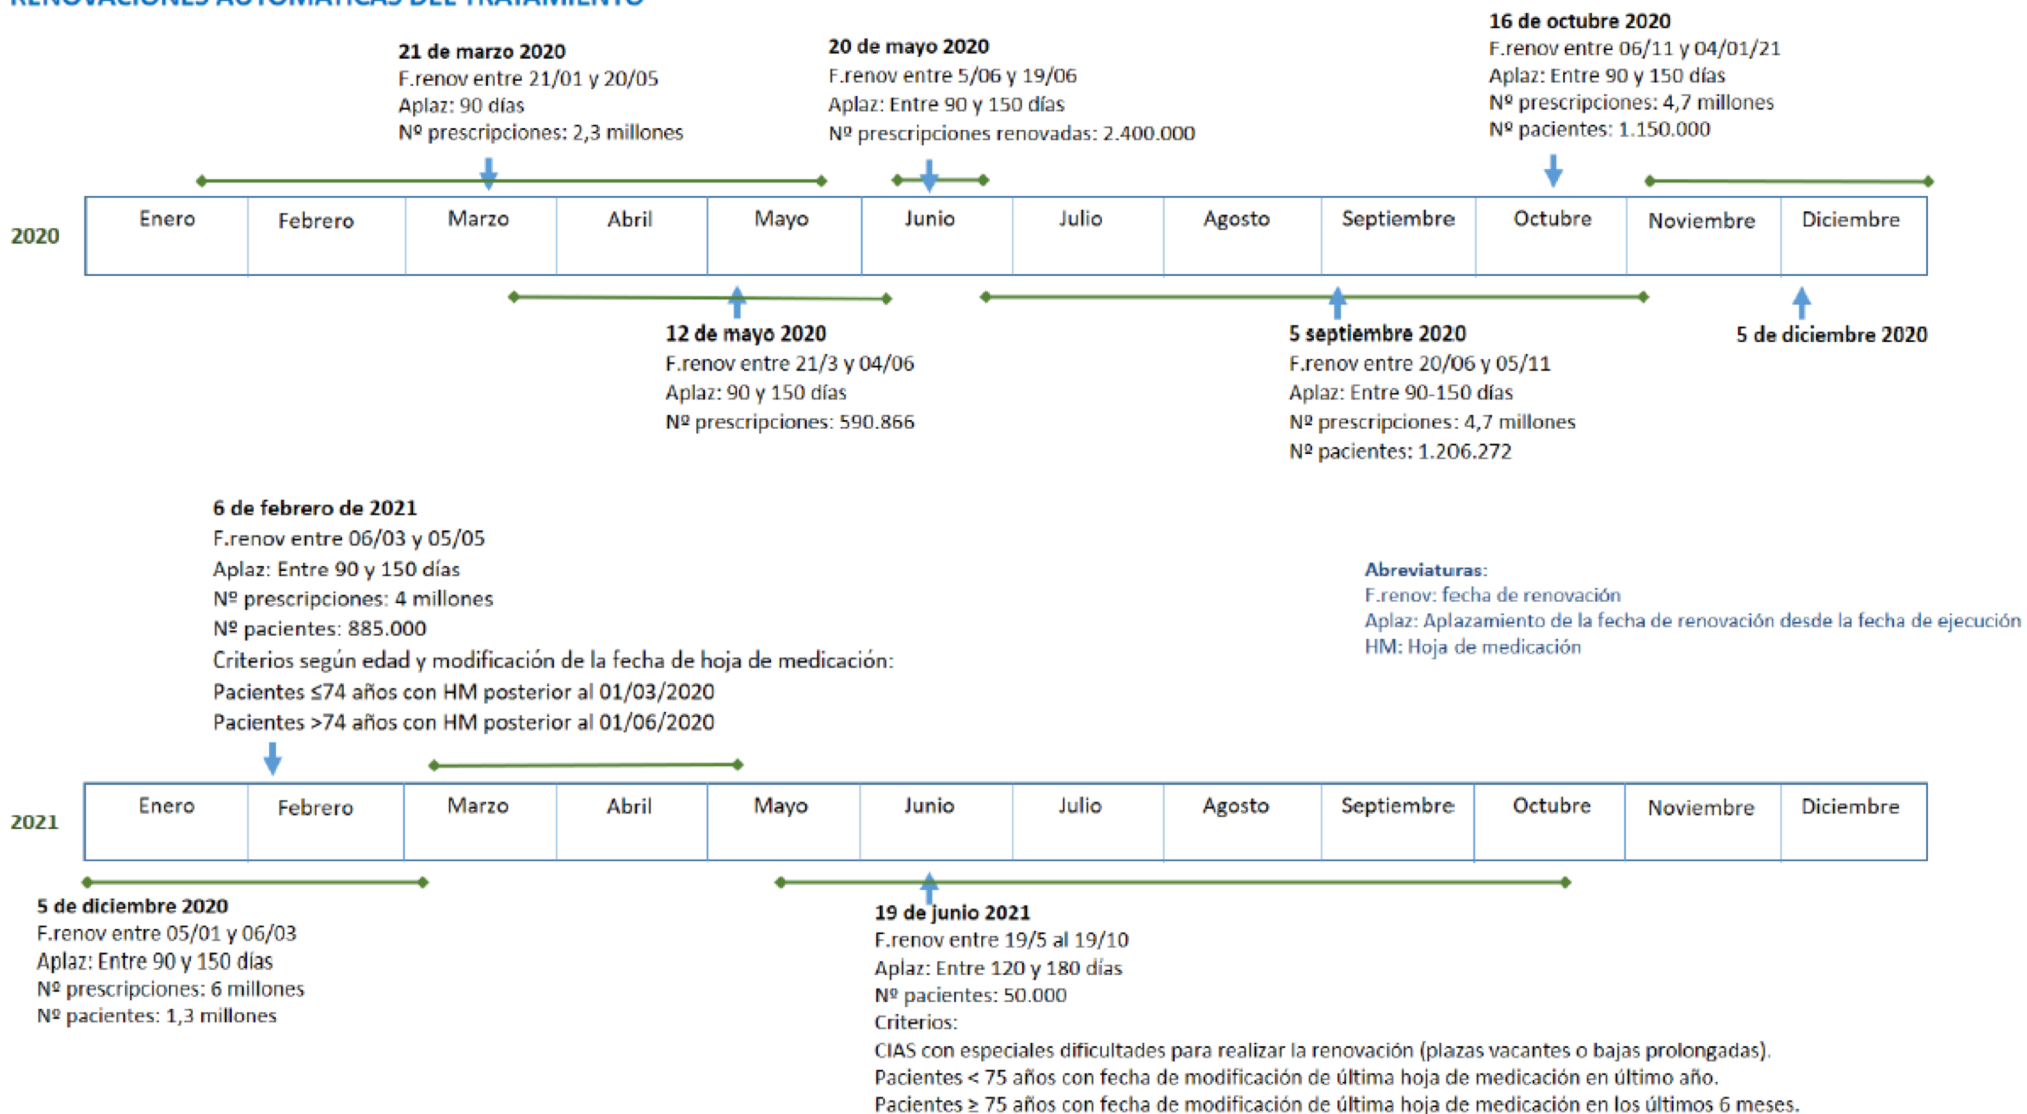 RENOVACIONES AUTOMÁTICAS DEL TRATAMIENTO
21 de marzo 2020
F.renov entre 21/01 y 20/05
Aplaz: 90 días
Nº prescripciones: 2,3 millones
20 de mayo 2020
F.renov entre 5/06 y 19/06
Aplaz: Entre 90 y 150 días
Nº prescripciones renovadas: 2.400.000
16 de octubre 2020
F.renov entre 06/11 y 04/01/21
Aplaz: Entre 90 y 150 días
Nº prescripciones: 4,7 millones
Nº pacientes: 1.150.000
2020
Enero
Febrero
Marzo
Abril
Mayo
Junio
Julio
Agosto
Septiembre
Octubre
Noviembre
Diciembre
12 de mayo 2020
F.renov entre 21/3 y 04/06
Aplaz: 90 y 150 días
Nº prescripciones: 590.866
5 septiembre 2020
F.renov entre 20/06 y 05/11
Aplaz: Entre 90-150 días
Nº prescripciones: 4,7 millones
Nº pacientes: 1.206.272
5 de diciembre 2020
6 de febrero de 2021
F.renov entre 06/03 y 05/05
Aplaz: Entre 90 y 150 días
Nº prescripciones: 4 millones
Nº pacientes: 885.000
Criterios según edad y modificación de la fecha de hoja de medicación:
Pacientes ≤74 años con HM posterior al 01/03/2020
Pacientes >74 años con HM posterior al 01/06/2020
Abreviaturas:
F.renov: fecha de renovación
Aplaz: Aplazamiento de la fecha de renovación desde la fecha de ejecución
HM: Hoja de medicación
2021
Enero
Febrero
Marzo
Abril
Mayo
Junio
Julio
Agosto
Septiembre
Octubre
Noviembre
Diciembre
5 de diciembre 2020
F.renov entre 05/01 y 06/03
Aplaz: Entre 90 y 150 días
Nº prescripciones: 6 millones
Nº pacientes: 1,3 millones
19 de junio 2021
F.renov entre 19/5 al 19/10
Aplaz: Entre 120 y 180 días
Nº pacientes: 50.000
Criterios:
CIAS con especiales dificultades para realizar la renovación (plazas vacantes o bajas prolongadas).
Pacientes < 75 años con fecha de modificación de última hoja de medicación en último año.
Pacientes ≥ 75 años con fecha de modificación de última hoja de medicación en los últimos 6 meses.